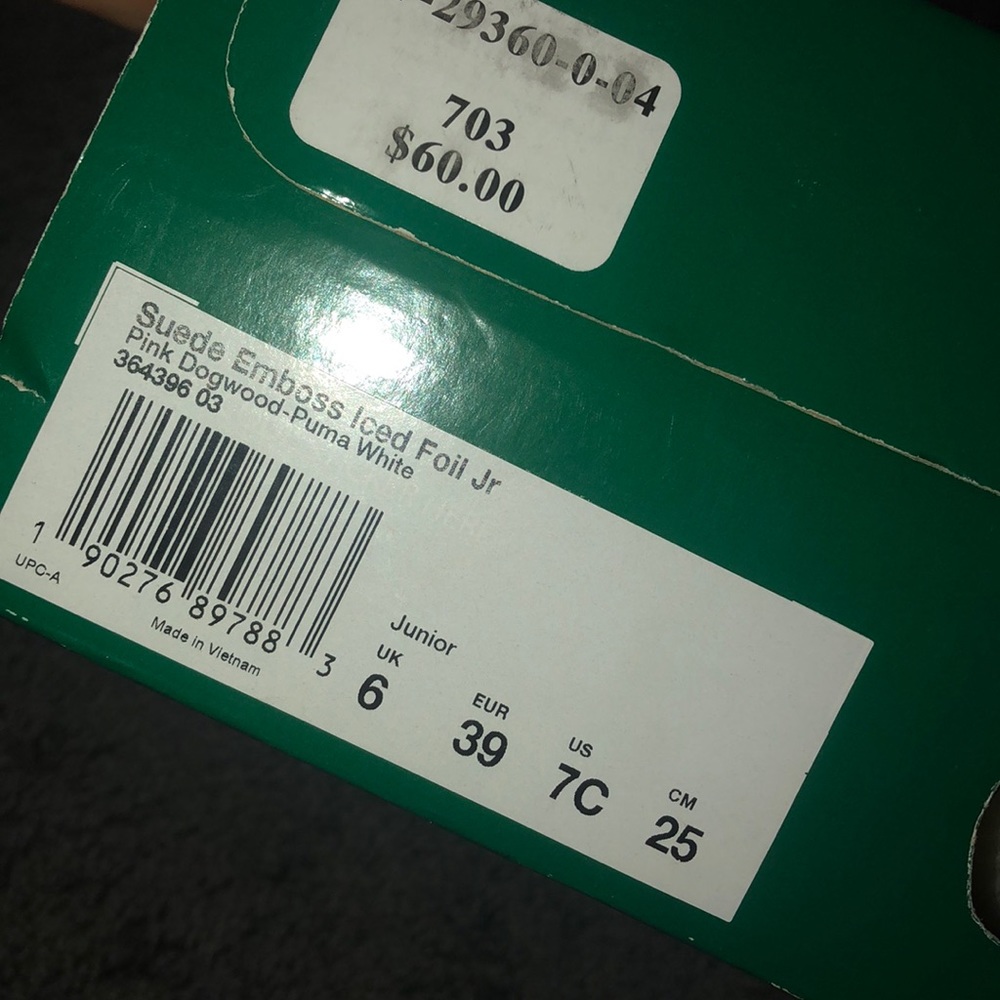 29360-0-04
703
$60.00
Suede Emboss Iced Foil Jr
Pink Dogwood-Puma White
364396 03
1 90276 89788 3
UPC-A
Made in Vietnam
Junior
UK
6
EUR
39
US
7C
CM
25